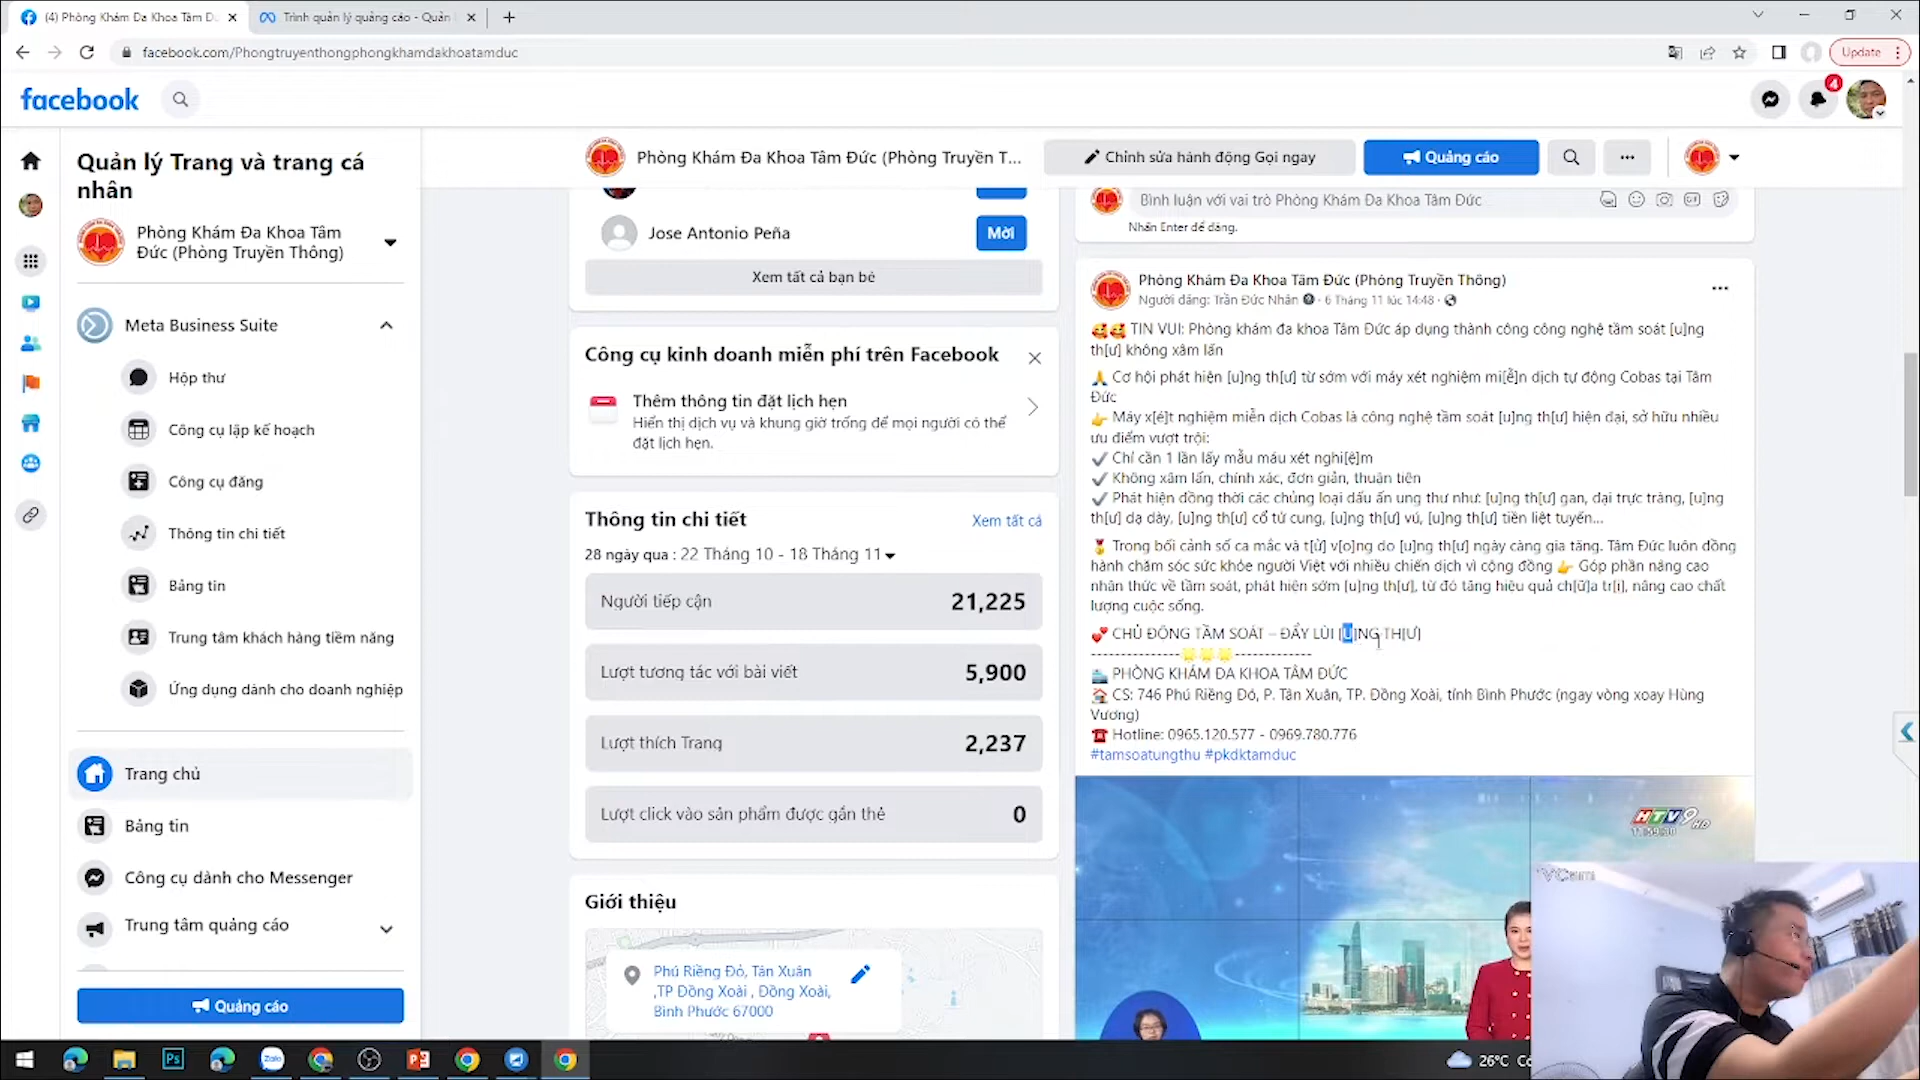 (4) Phòng Khám Đa Khoa Tâm Đ
Trình quản lý quảng cáo - Quản l
facebook.com/Phongtruyenthongphongkhamdakhoatamduc
Update
facebook
4
Quản lý Trang và trang cá
nhân
Phòng Khám Đa Khoa Tâm
Đức (Phòng Truyền Thông)
Meta Business Suite
Hộp thư
Công cụ lập kế hoạch
Công cụ đăng
Thông tin chi tiết
Bảng tin
Trung tâm khách hàng tiềm năng
Ứng dụng dành cho doanh nghiệp
Trang chủ
Bảng tin
Công cụ dành cho Messenger
Trung tâm quảng cáo
Quảng cáo
Phòng Khám Đa Khoa Tâm Đức (Phòng Truyền T...
Chỉnh sửa hành động Gọi ngay
Quảng cáo
Jose Antonio Peña
Mời
Xem tất cả bạn bè
Công cụ kinh doanh miễn phí trên Facebook
Thêm thông tin đặt lịch hẹn
Hiển thị dịch vụ và khung giờ trống để mọi người có thể
đặt lịch hẹn.
Thông tin chi tiết
Xem tất cả
28 ngày qua : 22 Tháng 10 - 18 Tháng 11
Người tiếp cận
21,225
Lượt tương tác với bài viết
5,900
Lượt thích Trang
2,237
Lượt click vào sản phẩm được gắn thẻ
0
Giới thiệu
Phú Riềng Đỏ, Tân Xuân
,TP Đồng Xoài , Đồng Xoài,
Bình Phước 67000
Bình luận với vai trò Phòng Khám Đa Khoa Tâm Đức
Nhấn Enter để đăng.
Phòng Khám Đa Khoa Tâm Đức (Phòng Truyền Thông)
Người đăng: Trần Đức Nhân · 6 Tháng 11 lúc 14:48 ·
🥰🥰 TIN VUI: Phòng khám đa khoa Tâm Đức áp dụng thành công công nghệ tầm soát [u]ng
th[ư] không xâm lấn
🙏 Cơ hội phát hiện [u]ng th[ư] từ sớm với máy xét nghiệm mi[ễ]n dịch tự động Cobas tại Tâm
Đức
👉 Máy x[é]t nghiệm miễn dịch Cobas là công nghệ tầm soát [u]ng th[ư] hiện đại, sở hữu nhiều
ưu điểm vượt trội:
✔ Chỉ cần 1 lần lấy mẫu máu xét nghi[ệ]m
✔ Không xâm lấn, chính xác, đơn giản, thuận tiện
✔ Phát hiện đồng thời các chủng loại dấu ấn ung thư như: [u]ng th[ư] gan, đại trực tràng, [u]ng
th[ư] dạ dày, [u]ng th[ư] cổ tử cung, [u]ng th[ư] vú, [u]ng th[ư] tiền liệt tuyến...
🏅 Trong bối cảnh số ca mắc và t[ử] v[o]ng do [u]ng th[ư] ngày càng gia tăng. Tâm Đức luôn đồng
hành chăm sóc sức khỏe người Việt với nhiều chiến dịch vì cộng đồng 👉 Góp phần nâng cao
nhận thức về tầm soát, phát hiện sớm [u]ng th[ư], từ đó tăng hiệu quả ch[ữ]a tr[ị], nâng cao chất
lượng cuộc sống.
💕 CHỦ ĐỘNG TẦM SOÁT – ĐẨY LÙI [U]NG TH[Ư]
--------------🌟🌟🌟------------
PHÒNG KHÁM ĐA KHOA TÂM ĐỨC
🏠 CS: 746 Phú Riềng Đỏ, P. Tân Xuân, TP. Đồng Xoài, tỉnh Bình Phước (ngay vòng xoay Hùng
Vương)
☎ Hotline: 0965.120.577 - 0969.780.776
#tamsoatungthu #pkdktamduc
HTV9 HD
26°C